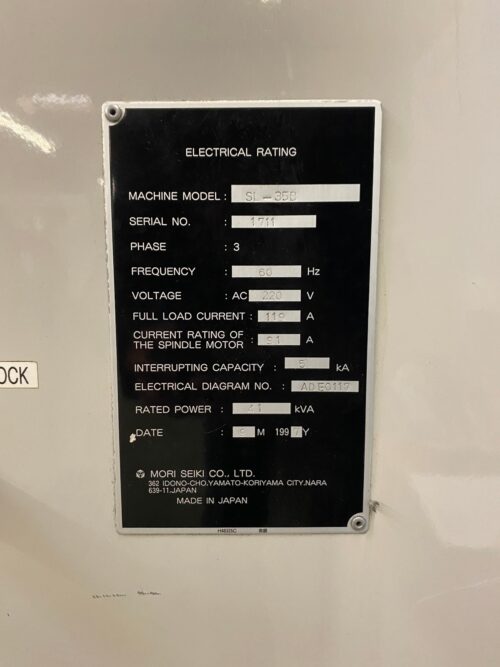 ELECTRICAL RATING
MACHINE MODEL :
SERIAL NO. : 1711
PHASE : 3
FREQUENCY : 60 Hz
VOLTAGE : AC 220 V
FULL LOAD CURRENT : A
CURRENT RATING OF
THE SPINDLE MOTOR : 91 A
INTERRUPTING CAPACITY : 5 kA
ELECTRICAL DIAGRAM NO. :
RATED POWER : 41 kVA
DATE : M 199 Y
OCK
MORI SEIKI CO., LTD.
362 IDONO-CHO,YAMATO-KORIYAMA CITY,NARA
639-11,JAPAN
MADE IN JAPAN